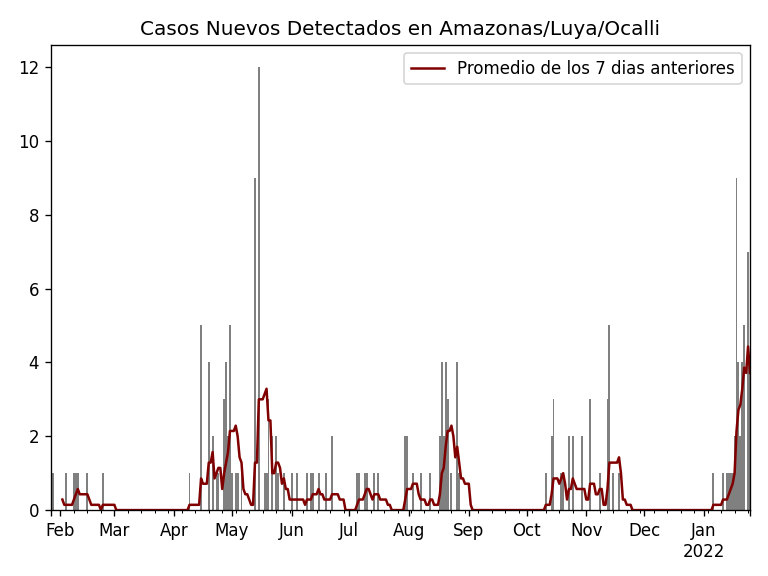 Casos Nuevos Detectados en Amazonas/Luya/Ocalli
Promedio de los 7 dias anteriores
12
10
8
6
4
2
0
Feb Mar Apr May Jun Jul Aug Sep Oct Nov Dec Jan
2022